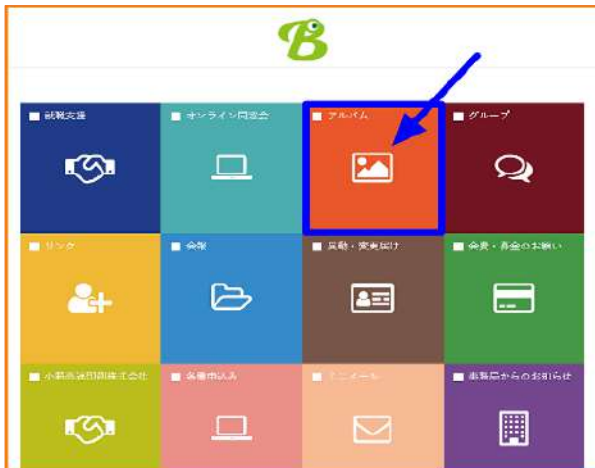 B
就職支援
オンライン同窓会
アルバム
グループ
リンク
会報
異動・変更届け
会費・募金のお願い
各種申込み
ミニメール
事務局からのお知らせ